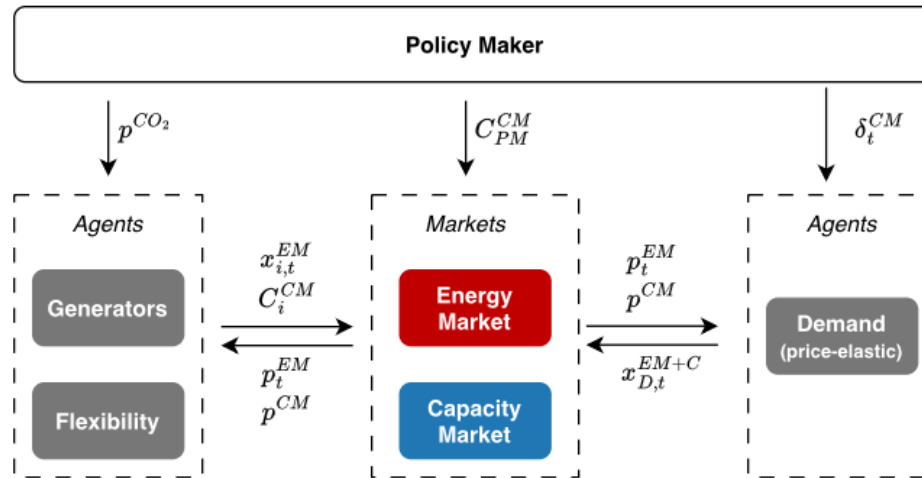 Policy Maker
p^{CO_2}
C_{PM}^{CM}
δ_t^{CM}
Agents
Markets
Agents
Generators
Flexibility
x_{i,t}^{EM}
C_i^{CM}
p_t^{EM}
p^{CM}
Energy
Market
Capacity
Market
p_t^{EM}
p^{CM}
x_{D,t}^{EM+C}
Demand
(price-elastic)